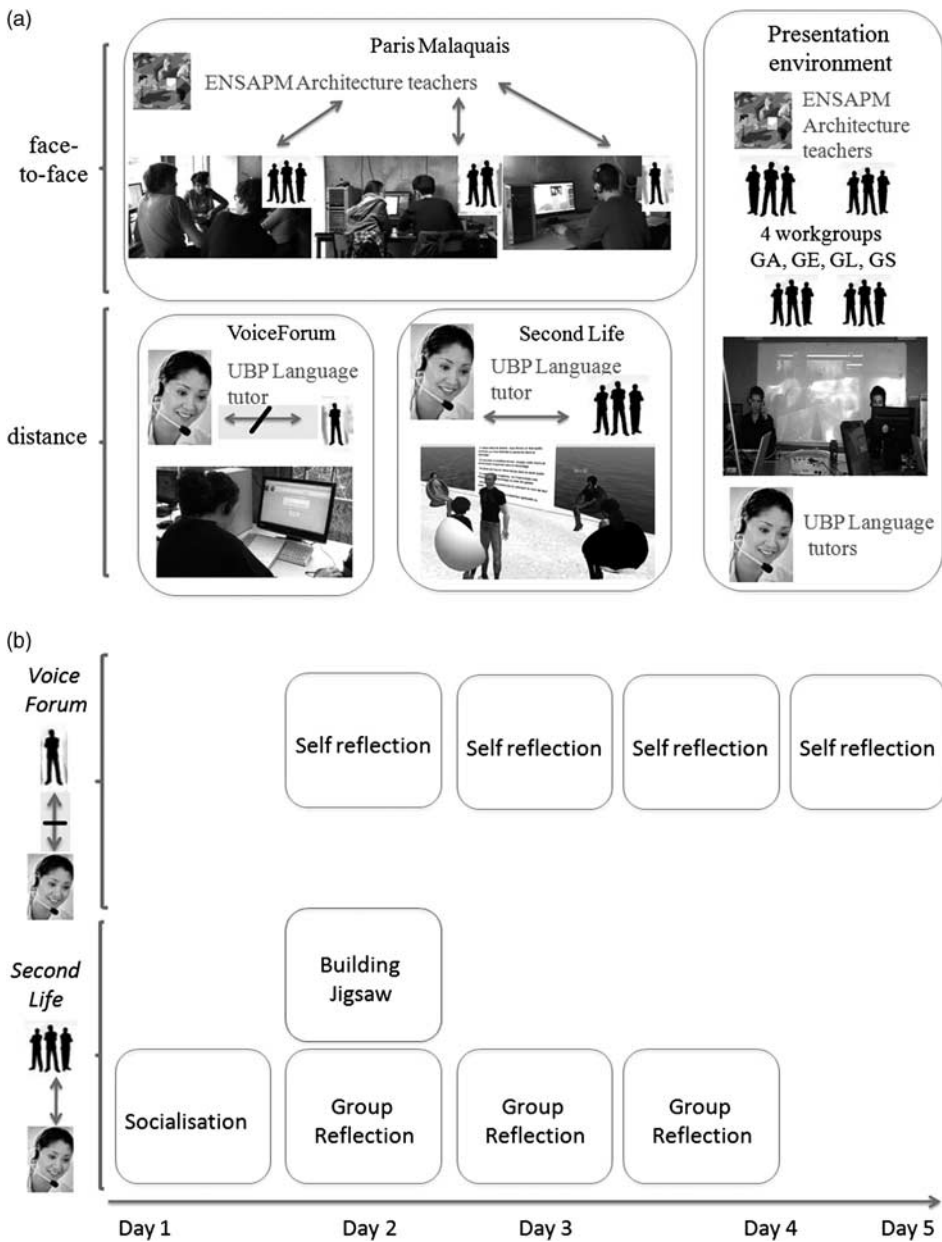 (a)
Paris Malaquais
ENSAPM Architecture teachers
face-
to-face
Presentation
environment
ENSAPM
Architecture
teachers
4 workgroups
GA, GE, GL, GS
UBP Language
tutors
distance
VoiceForum
UBP Language
tutor
Second Life
UBP Language
tutor
(b)
Voice
Forum
Self reflection
Self reflection
Self reflection
Self reflection
Second
Life
Building
Jigsaw
Socialisation
Group
Reflection
Group
Reflection
Group
Reflection
Day 1
Day 2
Day 3
Day 4
Day 5